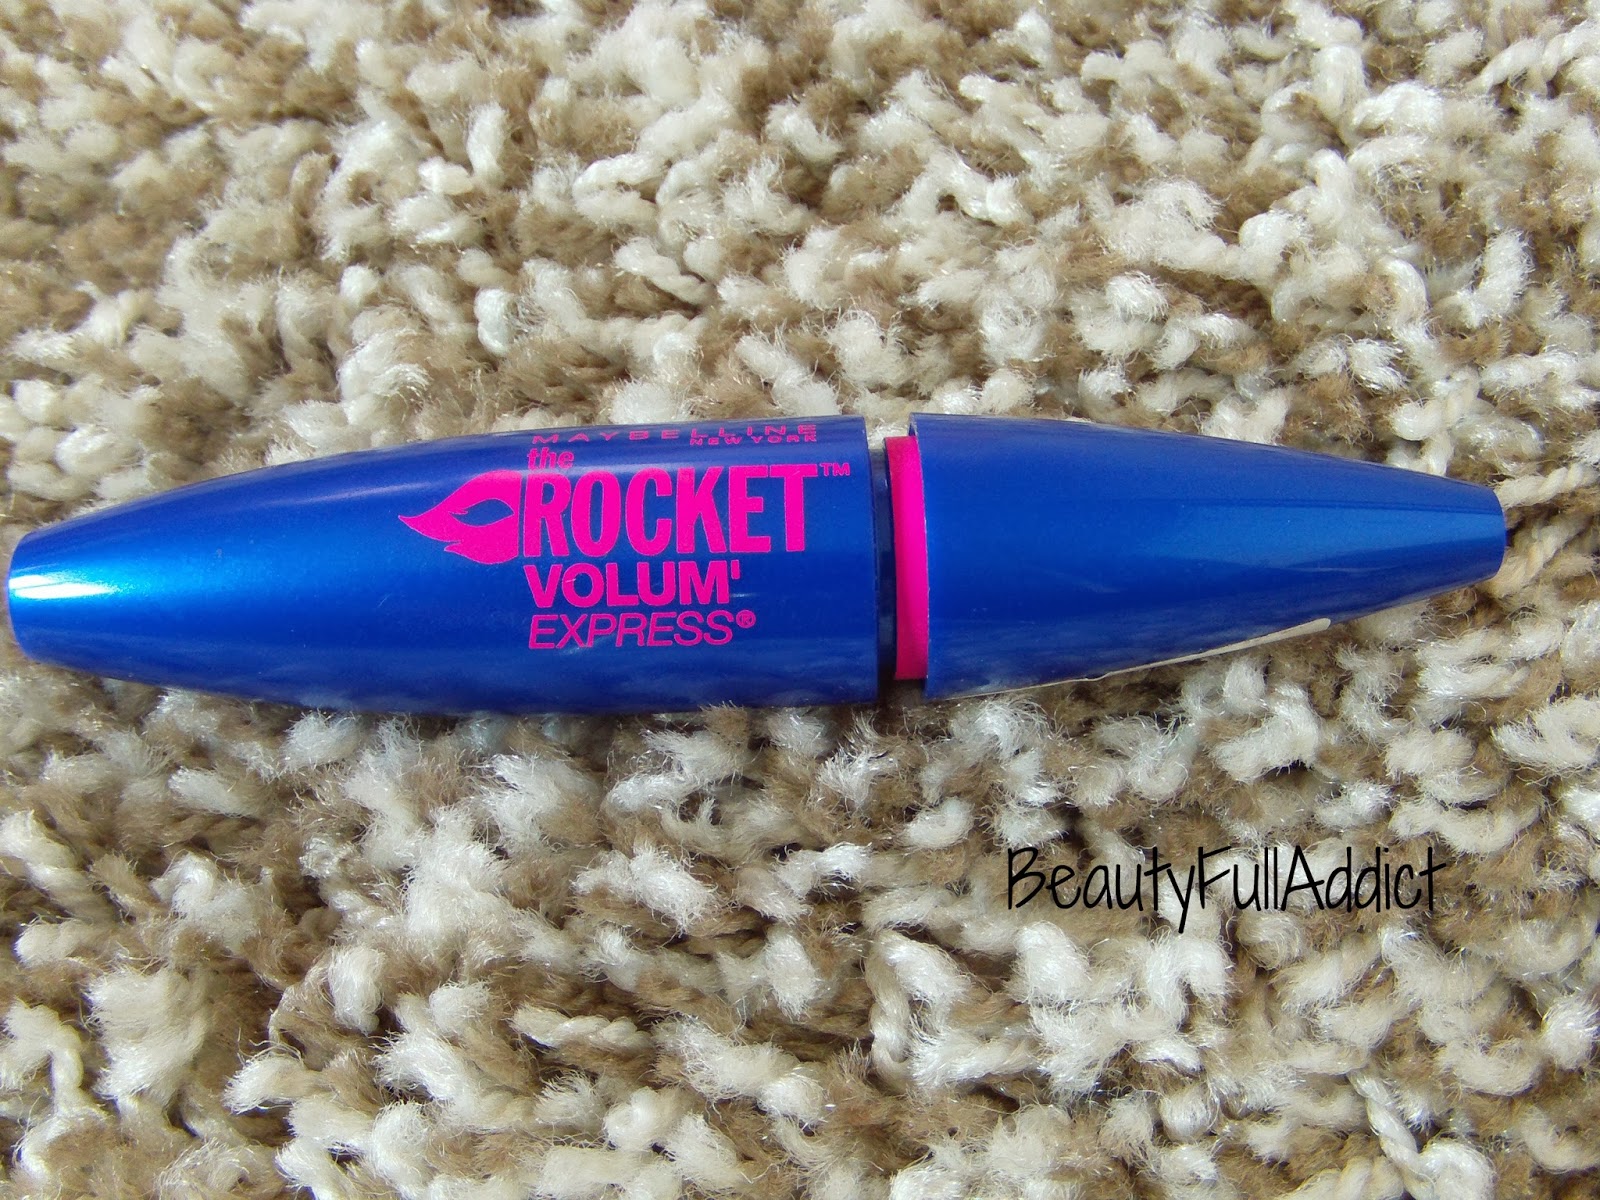 MAYBELLINE
NEW YORK
the
ROCKET™
VOLUM'
EXPRESS®
BeautyFullAddict